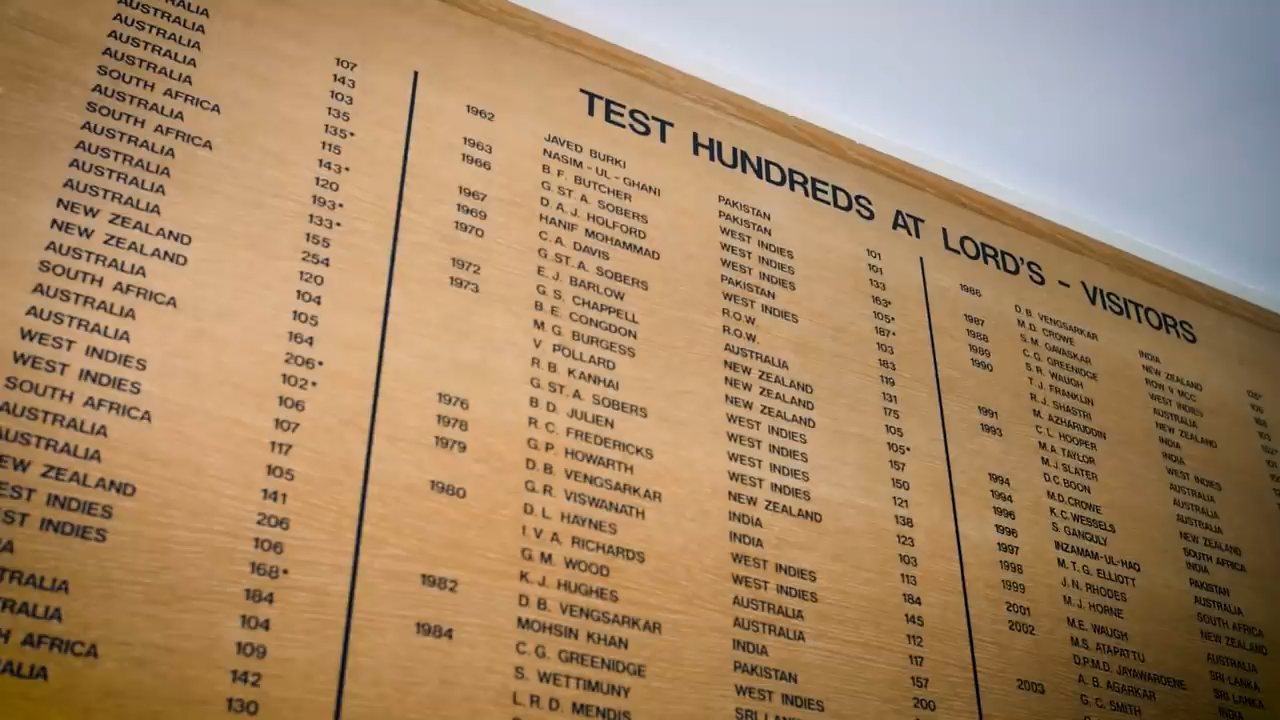 TEST HUNDREDS AT LORD'S - VISITORS
RALIA
AUSTRALIA
AUSTRALIA
AUSTRALIA
AUSTRALIA
SOUTH AFRICA
AUSTRALIA
SOUTH AFRICA
AUSTRALIA
AUSTRALIA
AUSTRALIA
AUSTRALIA
NEW ZEALAND
NEW ZEALAND
AUSTRALIA
SOUTH AFRICA
AUSTRALIA
AUSTRALIA
WEST INDIES
WEST INDIES
SOUTH AFRICA
AUSTRALIA
AUSTRALIA
EW ZEALAND
EST INDIES
ST INDIES
A
TRALIA
RALIA
H AFRICA
ALIA
107
143
103
135
135*
115
143*
120
193*
133*
155
254
120
104
105
164
206*
102*
106
107
117
105
141
206
106
168*
184
104
109
142
130
1962
1963
1966
1967
1969
1970
1972
1973
1976
1978
1979
1980
1982
1984
JAVED BURKI
NASIM - UL - GHANI
B. F. BUTCHER
G. ST. A. SOBERS
D. A. J. HOLFORD
HANIF MOHAMMAD
C. A. DAVIS
G. ST. A. SOBERS
E. J. BARLOW
G. S. CHAPPELL
B. E. CONGDON
M. G. BURGESS
V POLLARD
R. B. KANHAI
G. ST. A. SOBERS
B. D. JULIEN
R. C. FREDERICKS
G. P. HOWARTH
D. B. VENGSARKAR
G. R. VISWANATH
D. L. HAYNES
I. V. A. RICHARDS
G. M. WOOD
K. J. HUGHES
D. B. VENGSARKAR
MOHSIN KHAN
C. G. GREENIDGE
S. WETTIMUNY
L. R. D. MENDIS
PAKISTAN
PAKISTAN
WEST INDIES
WEST INDIES
WEST INDIES
PAKISTAN
WEST INDIES
R.O.W.
R.O.W.
AUSTRALIA
NEW ZEALAND
NEW ZEALAND
NEW ZEALAND
WEST INDIES
WEST INDIES
WEST INDIES
WEST INDIES
NEW ZEALAND
INDIA
INDIA
WEST INDIES
WEST INDIES
AUSTRALIA
AUSTRALIA
INDIA
PAKISTAN
WEST INDIES
SRI LAN
101
101
133
163*
105*
187*
103
183
119
131
175
105
105*
157
150
121
138
123
103
113
184
145
112
117
157
200
1986
1987
1988
1989
1990
1991
1993
1994
1994
1996
1996
1997
1998
1999
2001
2002
2003
D. B. VENGSARKAR
M.D. CROWE
S. M. GAVASKAR
C. G. GREENIDGE
S. R. WAUGH
T. J. FRANKLIN
R. J. SHASTRI
M. AZHARUDDIN
C. L. HOOPER
M.A. TAYLOR
M.J. SLATER
D.C BOON
M.D. CROWE
K.C. WESSELS
S. GANGULY
INZAMAM-UL-HAQ
M. T. G. ELLIOTT
J. N. RHODES
M. J. HORNE
M.E. WAUGH
M.S. ATAPATTU
D.P.M.D. JAYAWARDENE
A. B. AGARKAR
G. C. SMITH
INDIA
NEW ZEALAND
ROW V MCC
WEST INDIES
AUSTRALIA
NEW ZEALAND
INDIA
INDIA
WEST INDIES
AUSTRALIA
AUSTRALIA
AUSTRALIA
NEW ZEALAND
SOUTH AFRICA
INDIA
PAKISTAN
AUSTRALIA
SOUTH AFRICA
NEW ZEALAND
AUSTRALIA
SRI LANKA
SRI LANKA
INDIA